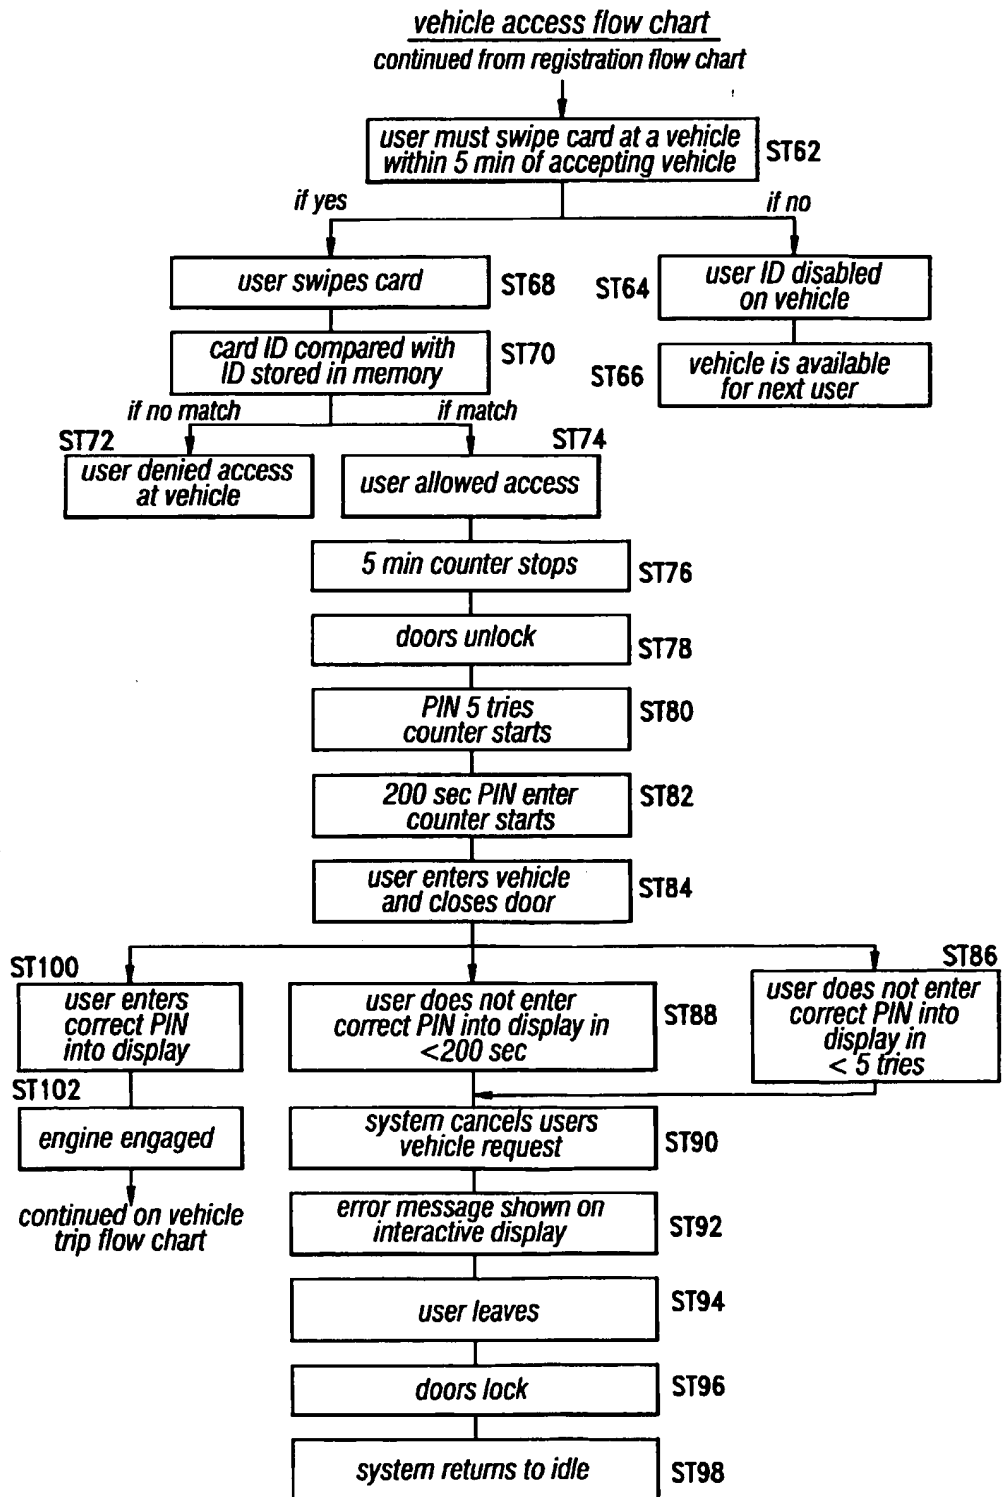 vehicle access flow chart
continued from registration flow chart
user must swipe card at a vehicle
within 5 min of accepting vehicle
ST62
if yes
if no
user swipes card
ST68
ST64
user ID disabled
on vehicle
card ID compared with
ID stored in memory
ST70
ST66
vehicle is available
for next user
if no match
if match
ST72
user denied access
at vehicle
ST74
user allowed access
5 min counter stops
ST76
doors unlock
ST78
PIN 5 tries
counter starts
ST80
200 sec PIN enter
counter starts
ST82
user enters vehicle
and closes door
ST84
ST100
user enters
correct PIN
into display
user does not enter
correct PIN into display in
<200 sec
ST88
ST86
user does not enter
correct PIN into
display in
< 5 tries
ST102
engine engaged
continued on vehicle
trip flow chart
system cancels users
vehicle request
ST90
error message shown on
interactive display
ST92
user leaves
ST94
doors lock
ST96
system returns to idle
ST98